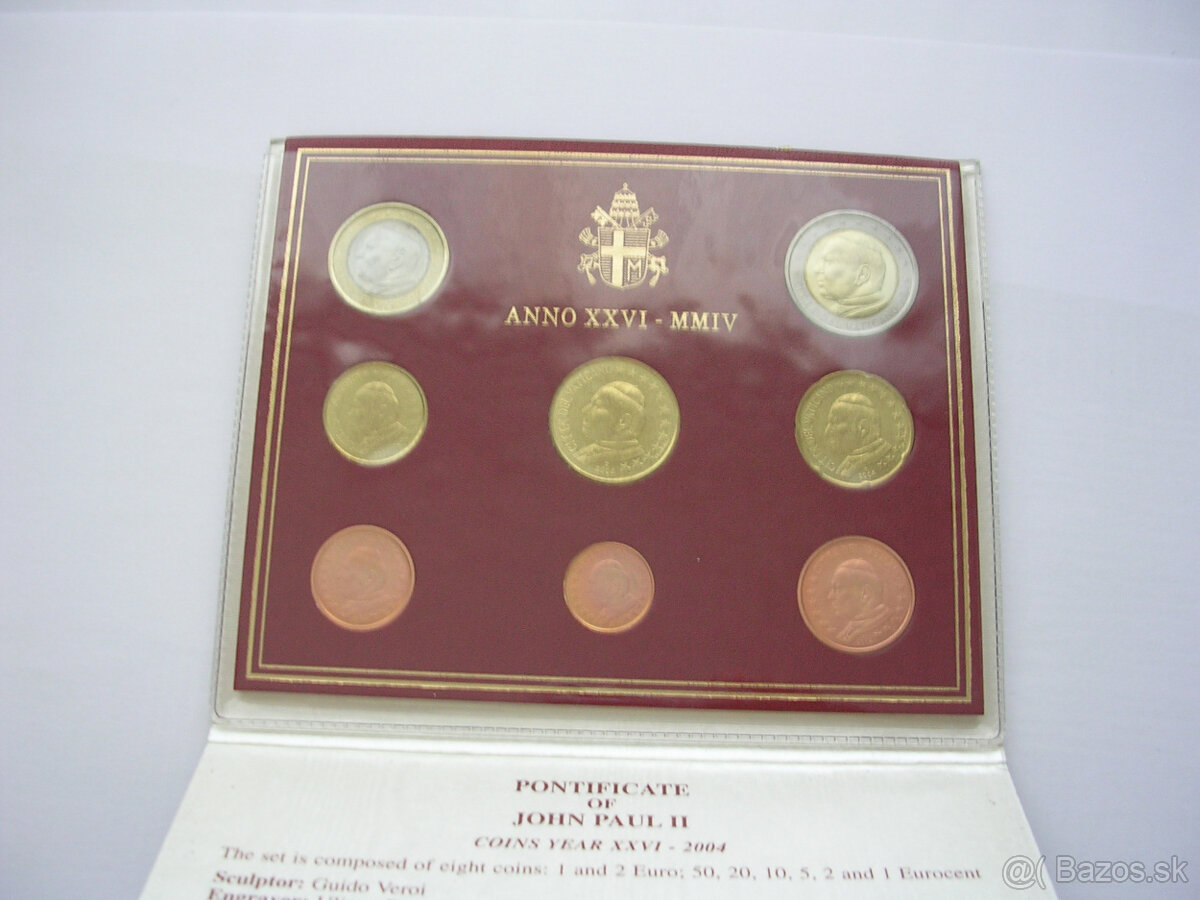 ANNO XXVI - MMIV
PONTIFICATE
OF
JOHN PAUL II
COINS YEAR XXVI - 2004
The set is composed of eight coins: 1 and 2 Euro; 50, 20, 10, 5, 2 and 1 Eurocent
Sculptor: Guido Veroi
Engraver:
@( Bazos.sk